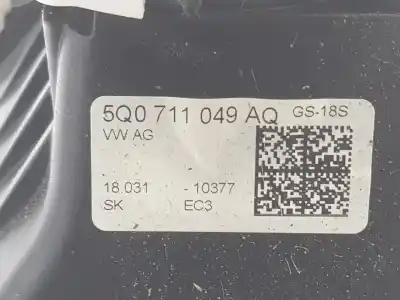 5Q0 711 049 AQ GS-18S
VW AG
18.031 -10377
SK EC3